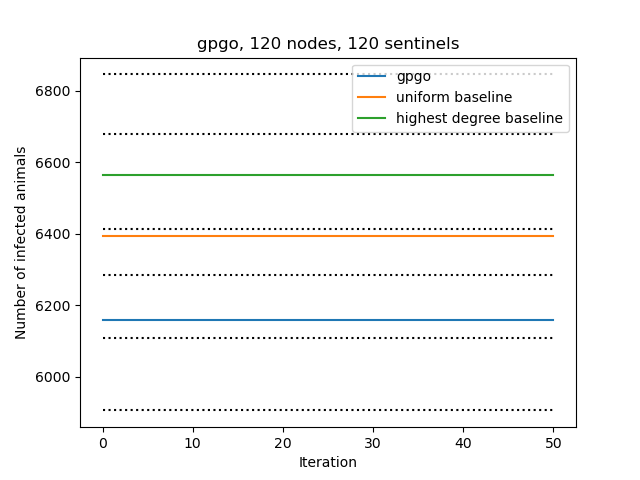 gpgo, 120 nodes, 120 sentinels
gpgo
uniform baseline
highest degree baseline
Number of infected animals
6800
6600
6400
6200
6000
0 10 20 30 40 50
Iteration